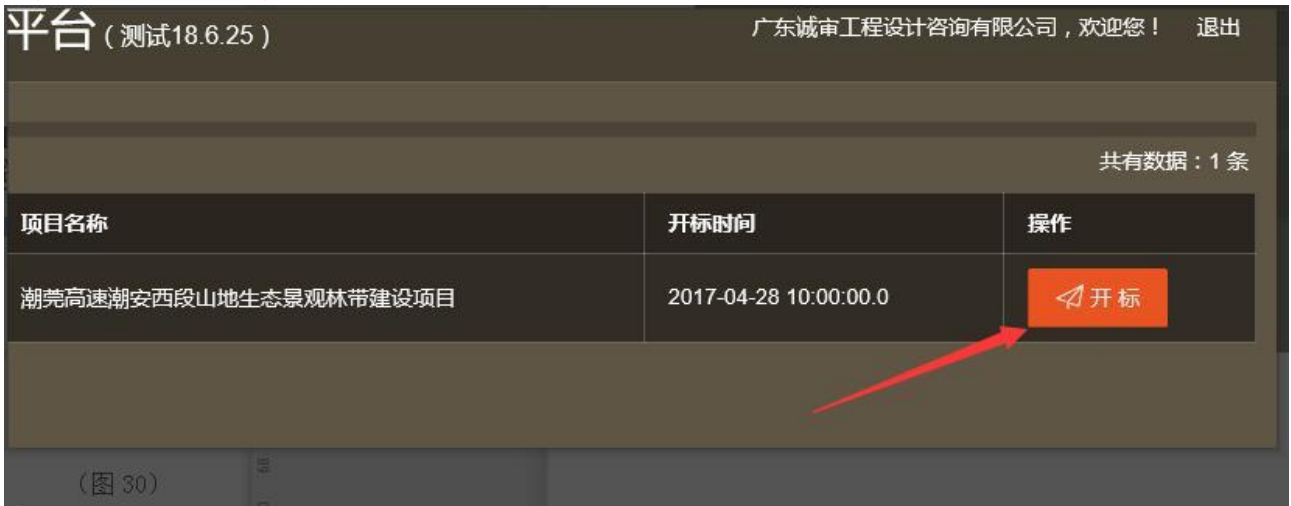 平台（测试18.6.25）
广东诚审工程设计咨询有限公司，欢迎您！ 退出
共有数据：1 条
项目名称 开标时间 操作
潮莞高速潮安西段山地生态景观林带建设项目 2017-04-28 10:00:00.0 开标
（图 30）